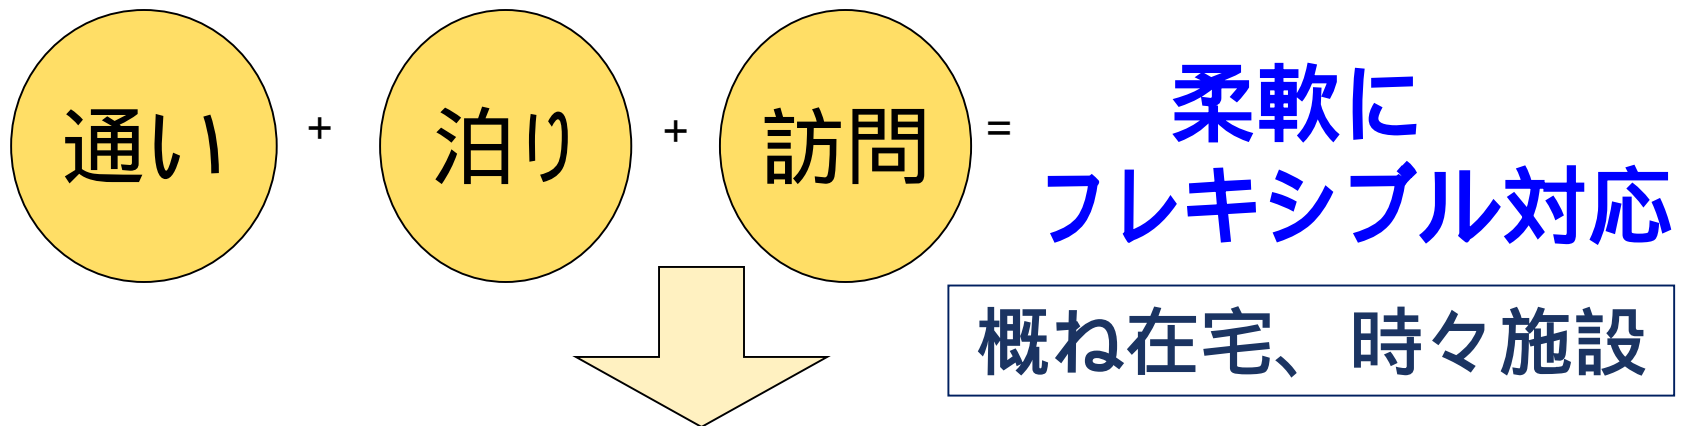 通い + 泊り + 訪問 = 柔軟に
フレキシブル対応
概ね在宅、時々施設